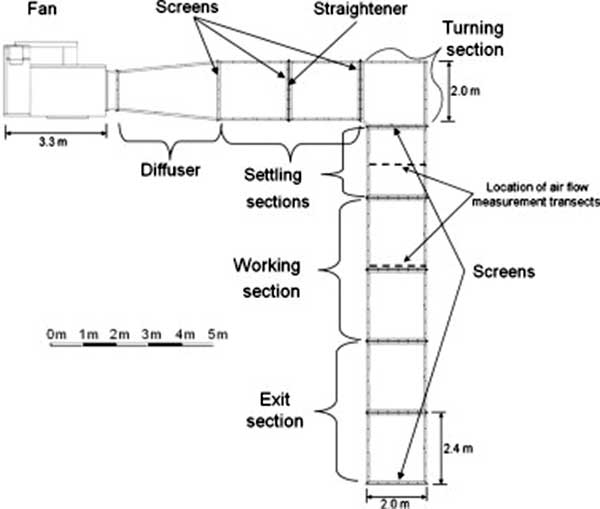 Fan
Screens
Straightener
Turning
section
2.0 m
3.3 m
Diffuser
Settling
sections
Location of air flow
measurement transects
Working
section
Screens
0m 1m 2m 3m 4m 5m
Exit
section
2.4 m
2.0 m